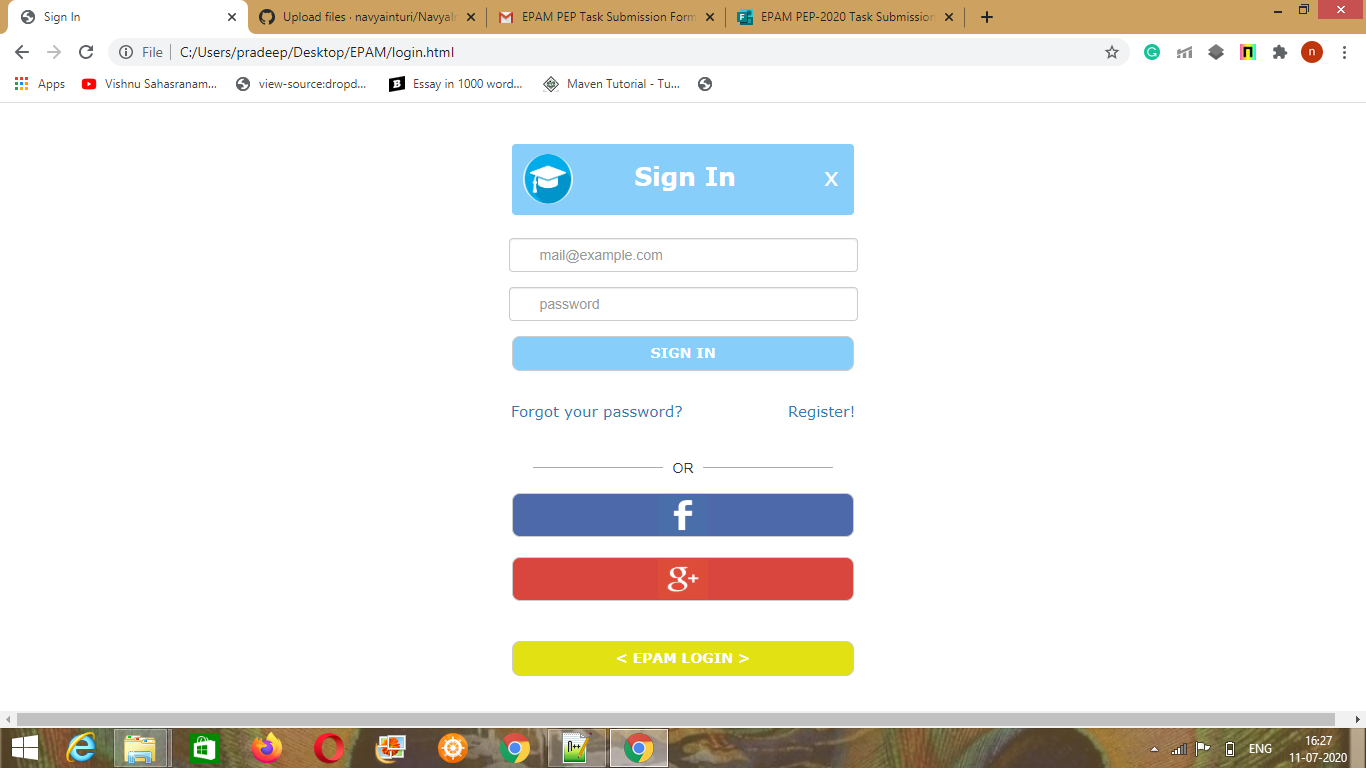 Sign In
Upload files · navyainturi/NavyaIn
EPAM PEP Task Submission Form
EPAM PEP-2020 Task Submission
File
C:/Users/pradeep/Desktop/EPAM/login.html
n
Apps
Vishnu Sahasranam...
view-source:dropd...
Essay in 1000 word...
Maven Tutorial - Tu...
Sign In
X
mail@example.com
password
SIGN IN
Forgot your password?
Register!
OR
f
g+
< EPAM LOGIN >
ENG
16:27
11-07-2020